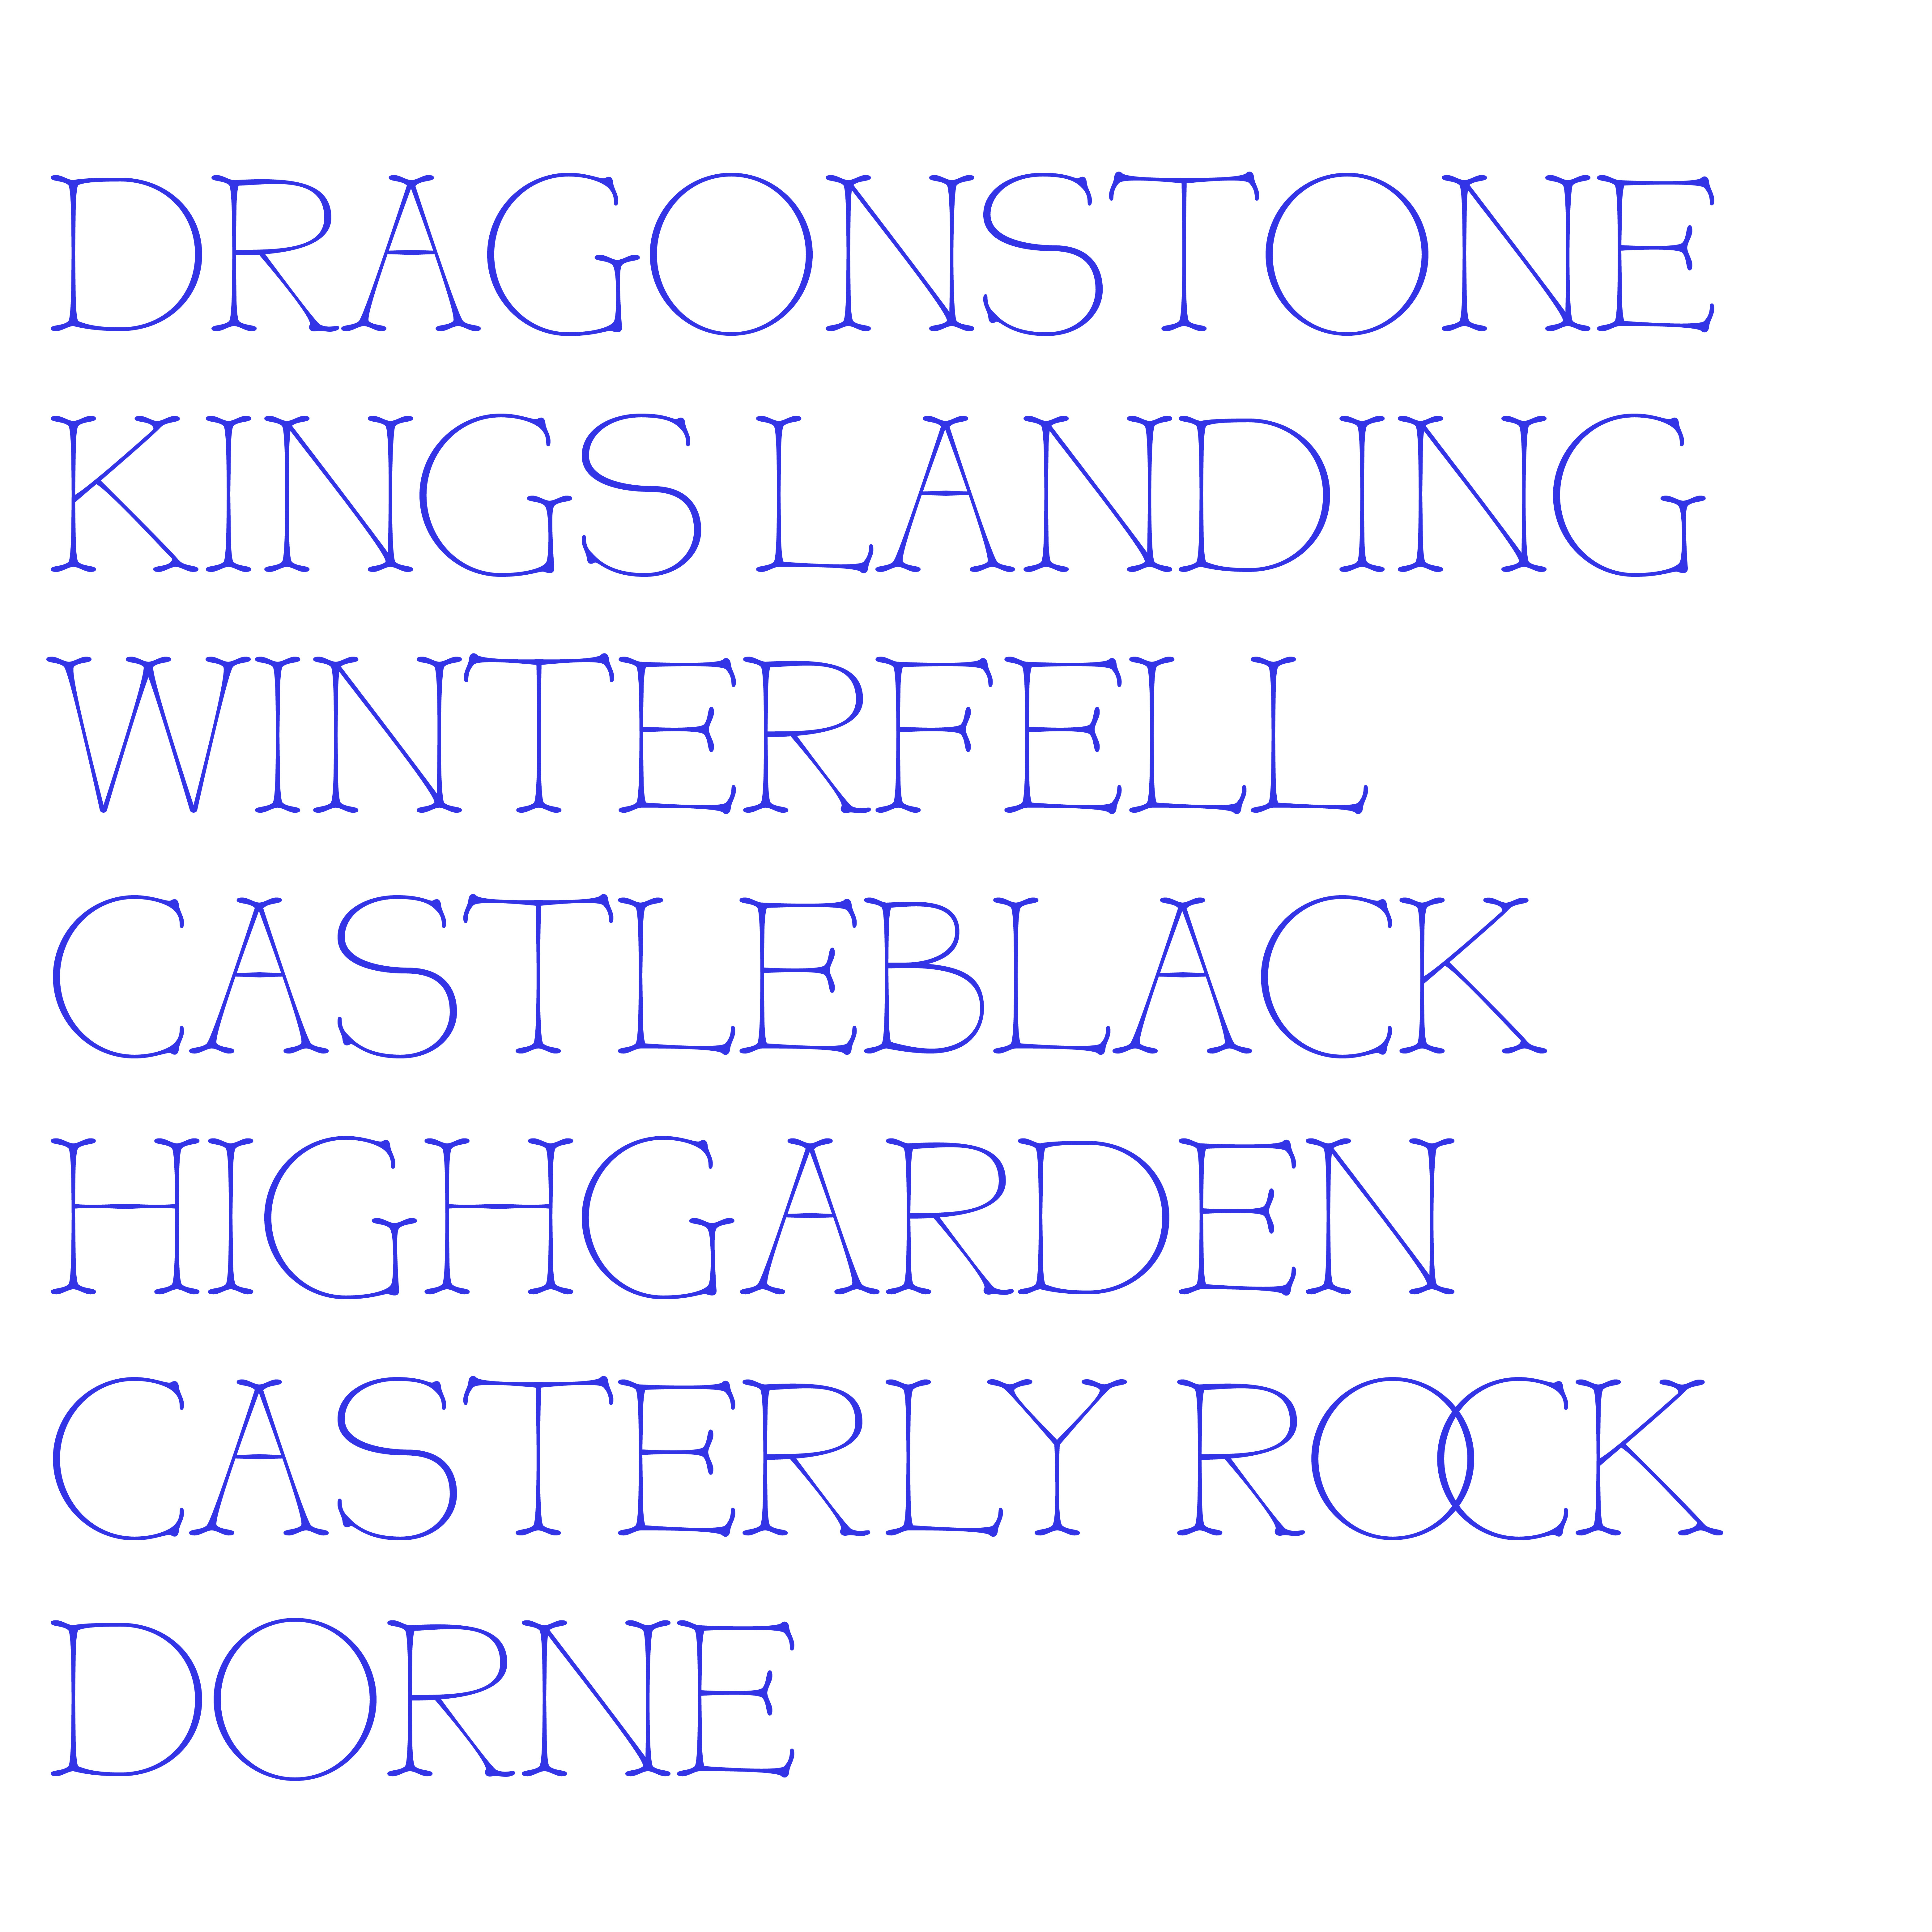 DRAGONSTONE
KINGS LANDING
WINTERFELL
CASTLEBLACK
HIGHGARDEN
CASTERLY ROCK
DORNE